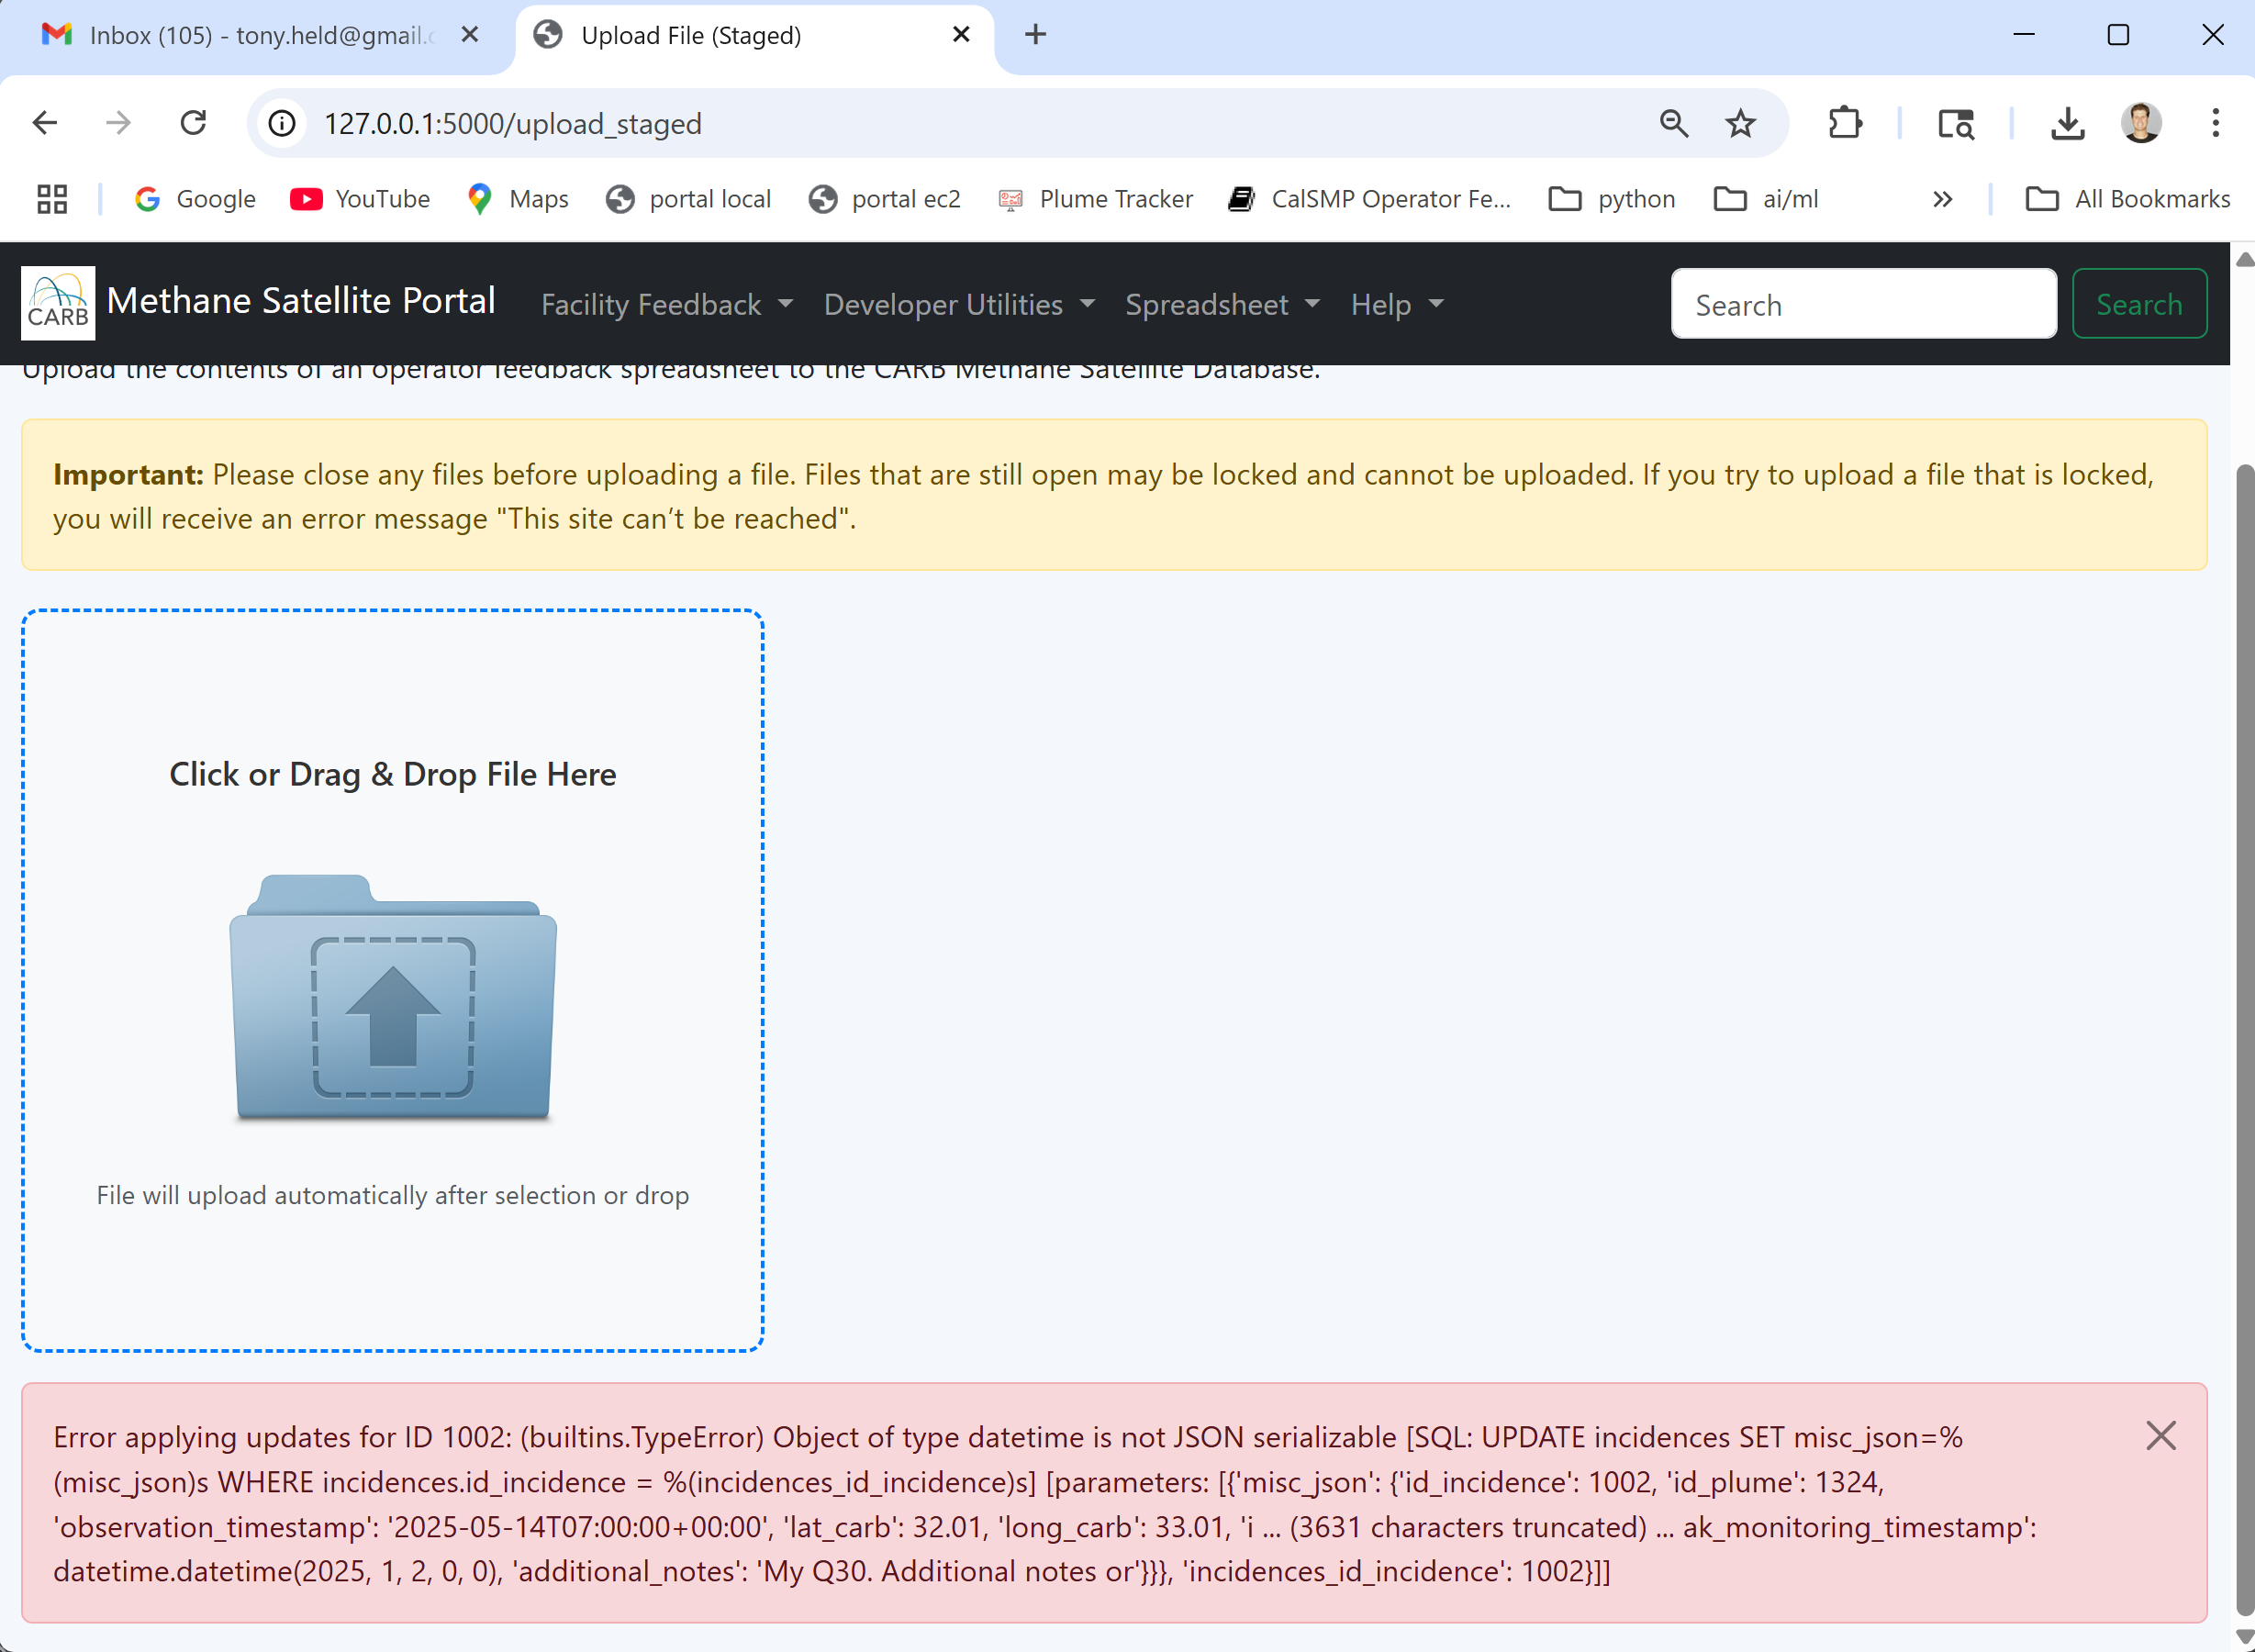 Inbox (105) - tony.held@gmail.c
Upload File (Staged)
127.0.0.1:5000/upload_staged
Google
YouTube
Maps
portal local
portal ec2
Plume Tracker
CalSMP Operator Fe...
python
ai/ml
All Bookmarks
CARB
Methane Satellite Portal
Facility Feedback
Developer Utilities
Spreadsheet
Help
Search
Search
Upload the contents of an operator feedback spreadsheet to the CARB Methane Satellite Database.
Important: Please close any files before uploading a file. Files that are still open may be locked and cannot be uploaded. If you try to upload a file that is locked,
you will receive an error message "This site can’t be reached".
Click or Drag & Drop File Here
File will upload automatically after selection or drop
Error applying updates for ID 1002: (builtins.TypeError) Object of type datetime is not JSON serializable [SQL: UPDATE incidences SET misc_json=%
(misc_json)s WHERE incidences.id_incidence = %(incidences_id_incidence)s] [parameters: [{'misc_json': {'id_incidence': 1002, 'id_plume': 1324,
'observation_timestamp': '2025-05-14T07:00:00+00:00', 'lat_carb': 32.01, 'long_carb': 33.01, 'i ... (3631 characters truncated) ... ak_monitoring_timestamp':
datetime.datetime(2025, 1, 2, 0, 0), 'additional_notes': 'My Q30. Additional notes or'}}}, 'incidences_id_incidence': 1002}]]